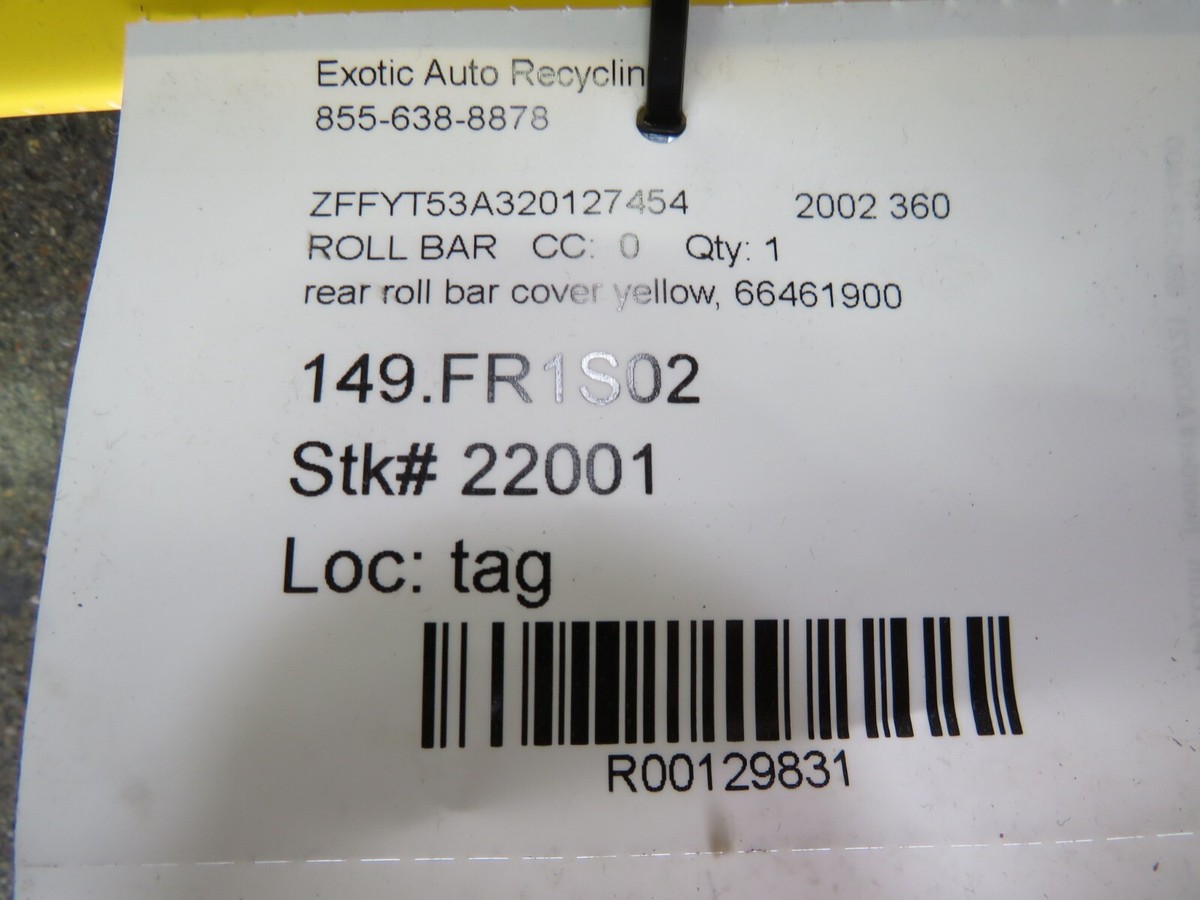 Exotic Auto Recyclin
855-638-8878
ZFFYT53A320127454 2002 360
ROLL BAR CC: 0 Qty: 1
rear roll bar cover yellow, 66461900
149.FR1S02
Stk# 22001
Loc: tag
R00129831